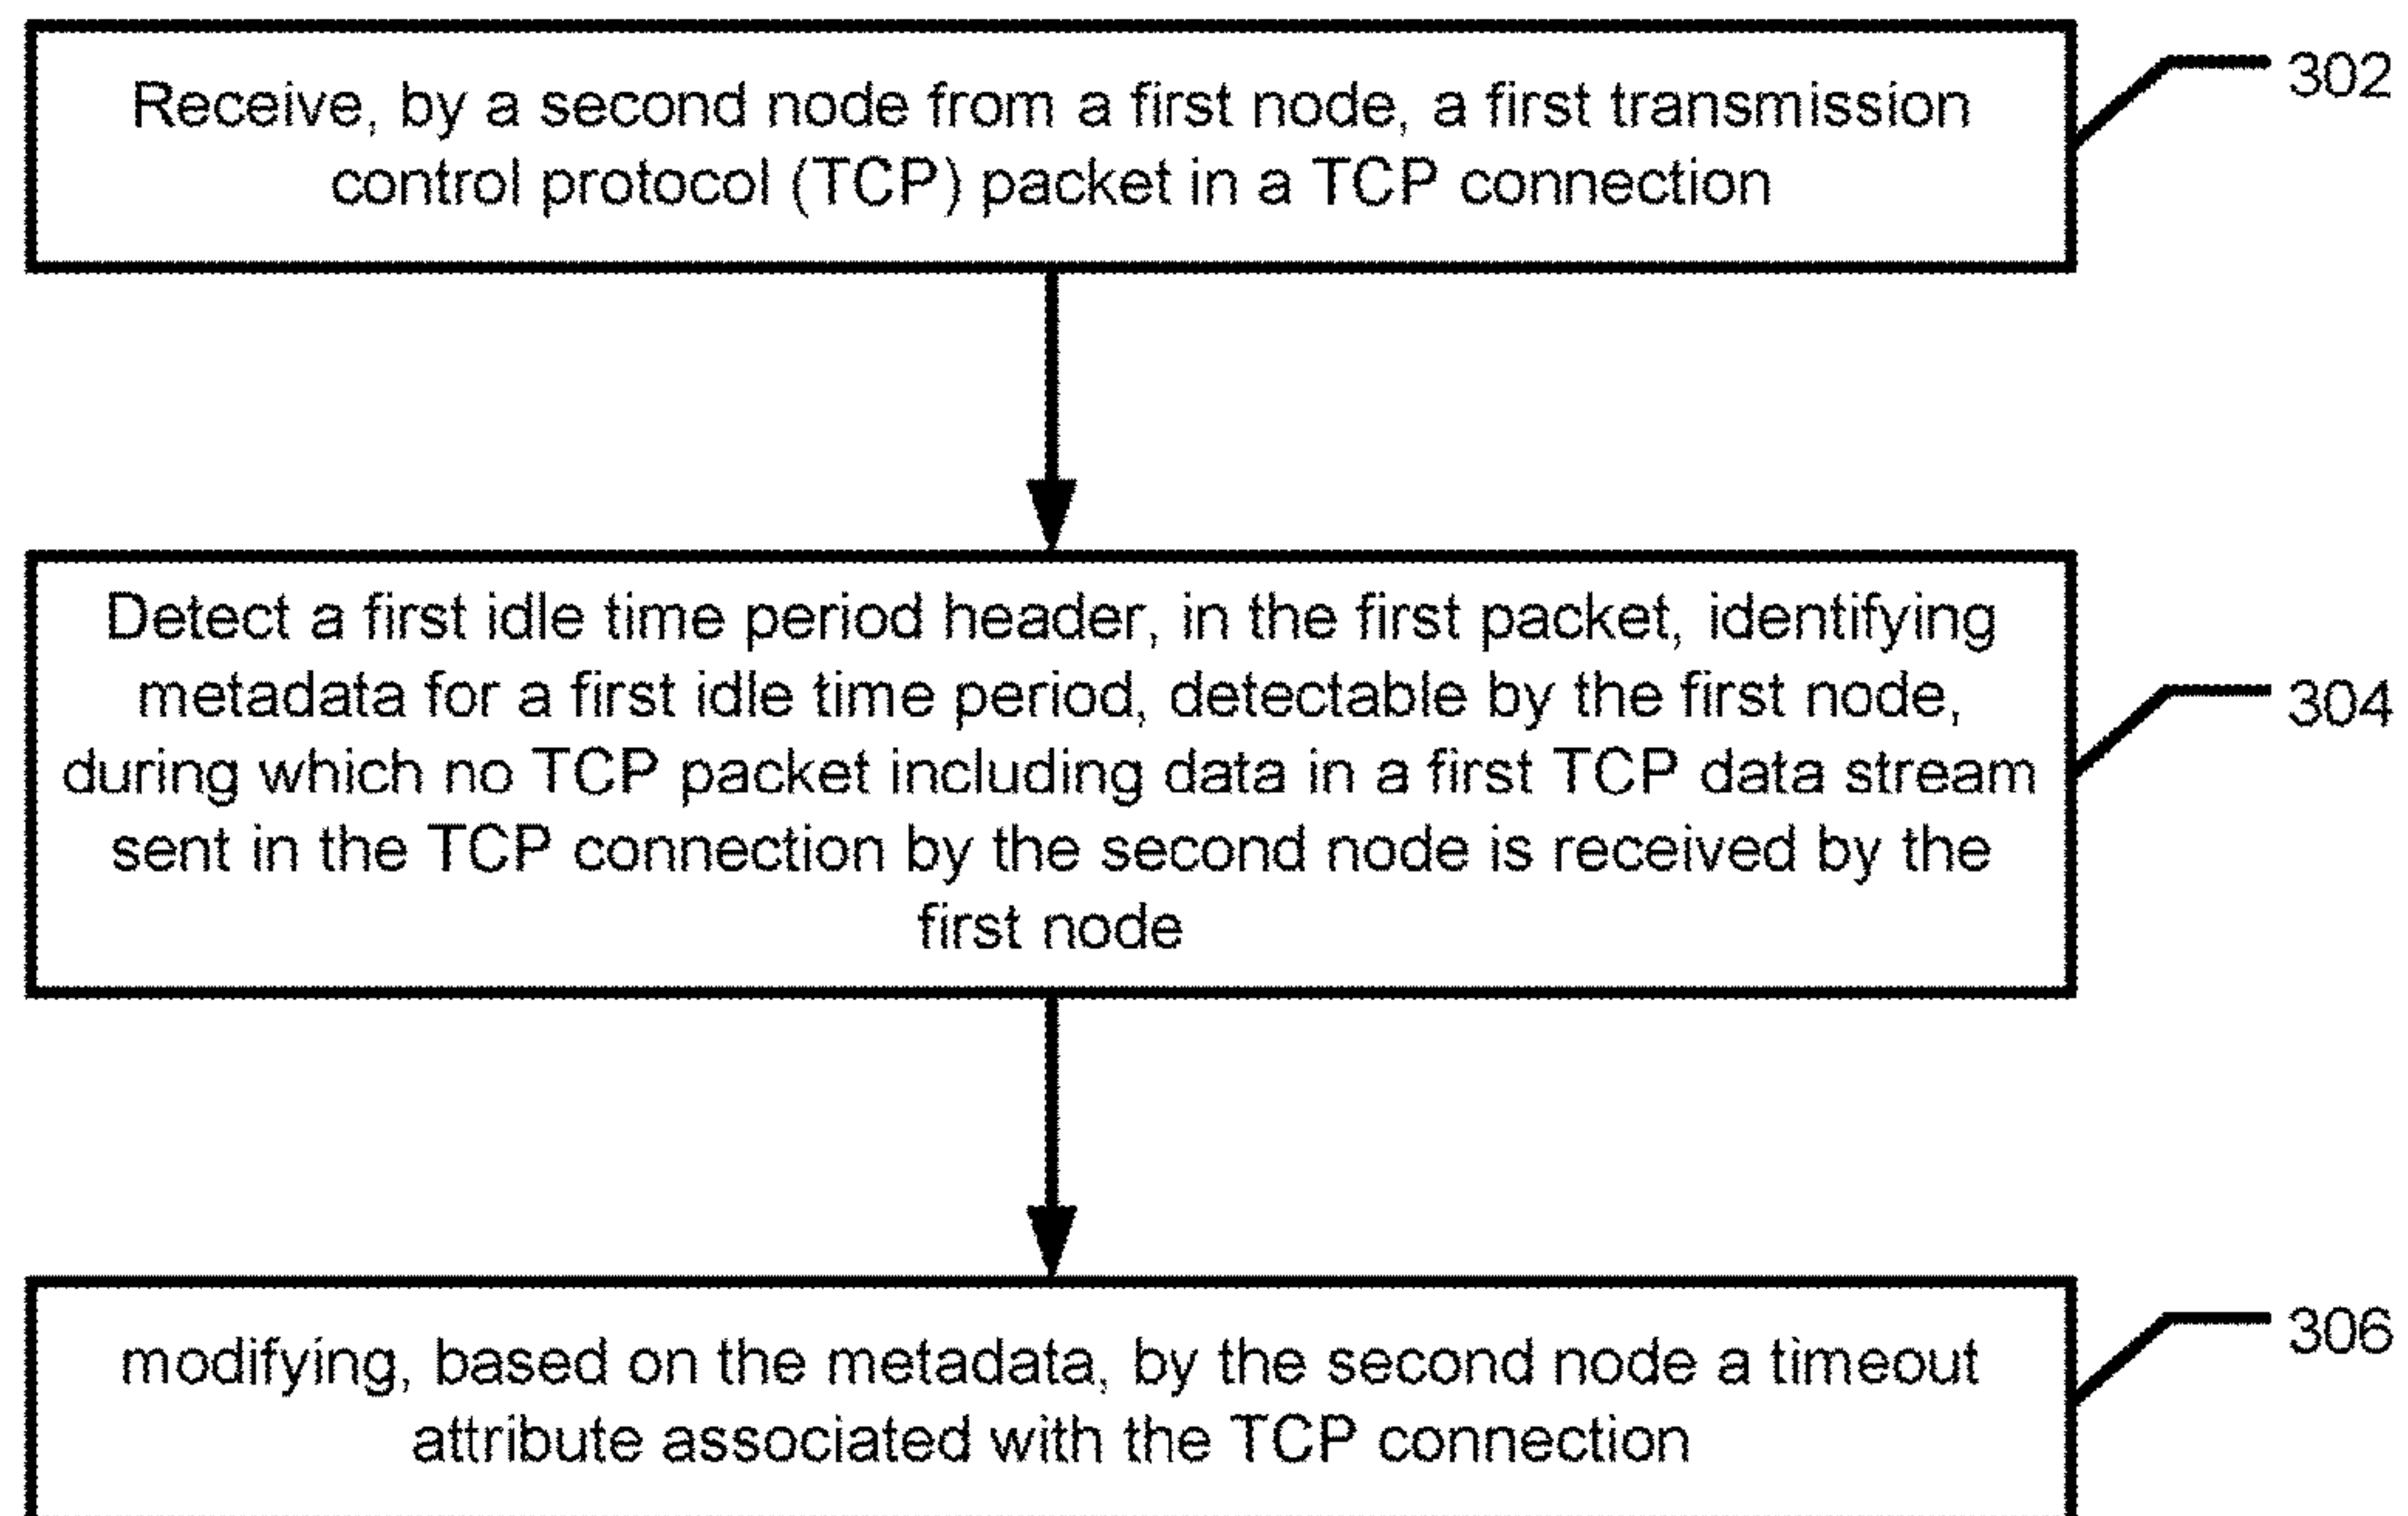 Receive, by a second node from a first node, a first transmission
control protocol (TCP) packet in a TCP connection
302
Detect a first idle time period header, in the first packet, identifying
metadata for a first idle time period, detectable by the first node,
during which no TCP packet including data in a first TCP data stream
sent in the TCP connection by the second node is received by the
first node
304
modifying, based on the metadata, by the second node a timeout
attribute associated with the TCP connection
306